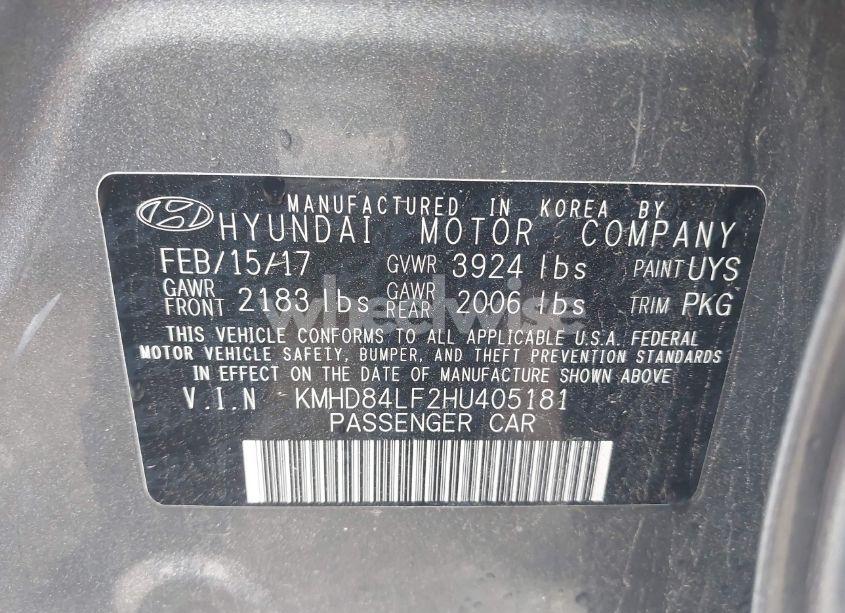 MANUFACTURED IN KOREA BY
HYUNDAI MOTOR COMPANY
FEB/15/17 GVWR 3924 lbs PAINT UYS
GAWR FRONT 2183 lbs GAWR REAR 2006 lbs TRIM PKG
THIS VEHICLE CONFORMS TO ALL APPLICABLE U.S.A. FEDERAL
MOTOR VEHICLE SAFETY, BUMPER, AND THEFT PREVENTION STANDARDS
IN EFFECT ON THE DATE OF MANUFACTURE SHOWN ABOVE
V.I.N KMHD84LF2HU405181
PASSENGER CAR
wheelwise